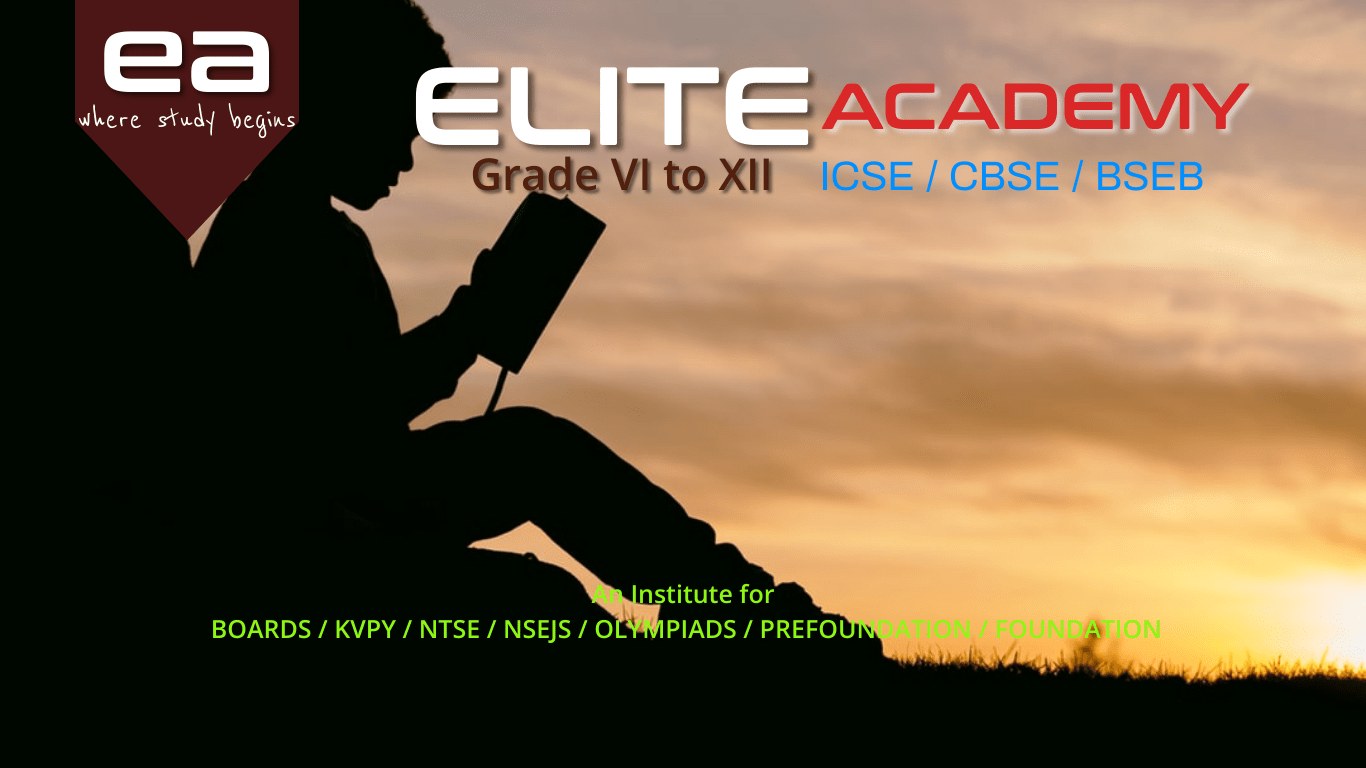 ea
where study begins
ELITE ACADEMY
Grade VI to XII ICSE / CBSE / BSEB
An Institute for
BOARDS / KVPY / NTSE / NSEJS / OLYMPIADS / PREFOUNDATION / FOUNDATION